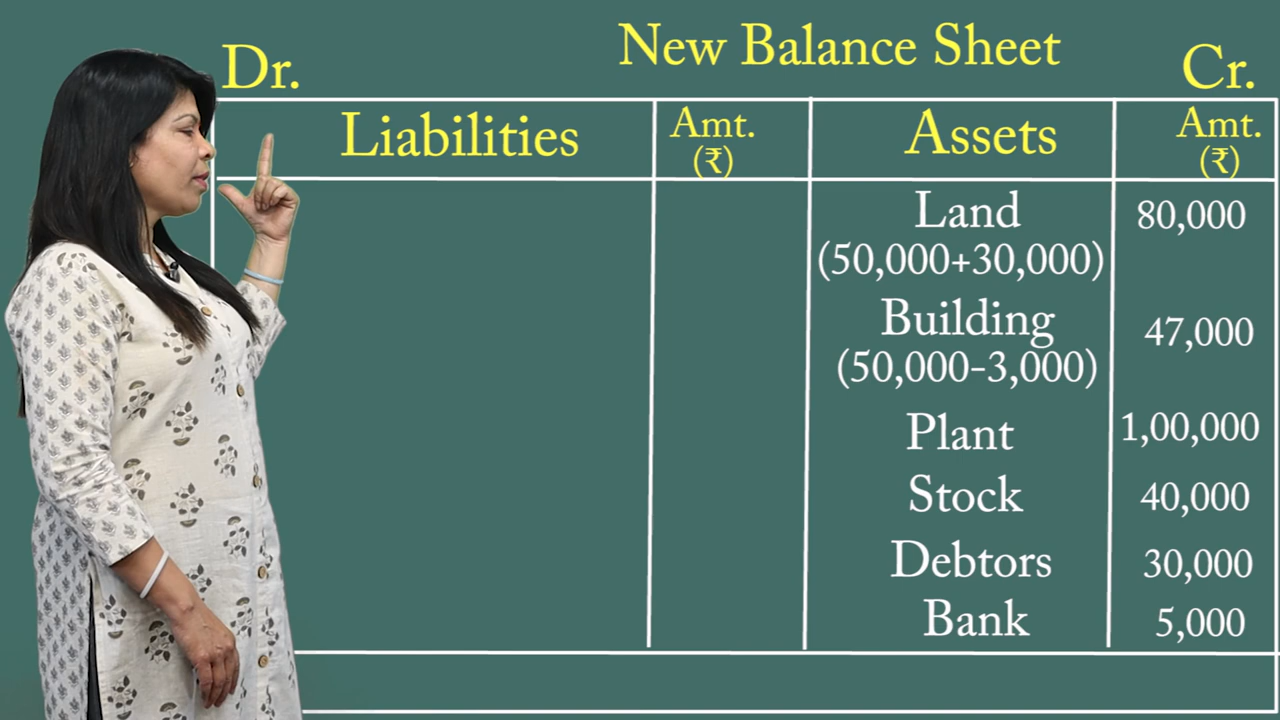 New Balance Sheet
Dr. Cr.
Liabilities Amt. (₹) Assets Amt. (₹)
Land 80,000
(50,000+30,000)
Building 47,000
(50,000-3,000)
Plant 1,00,000
Stock 40,000
Debtors 30,000
Bank 5,000